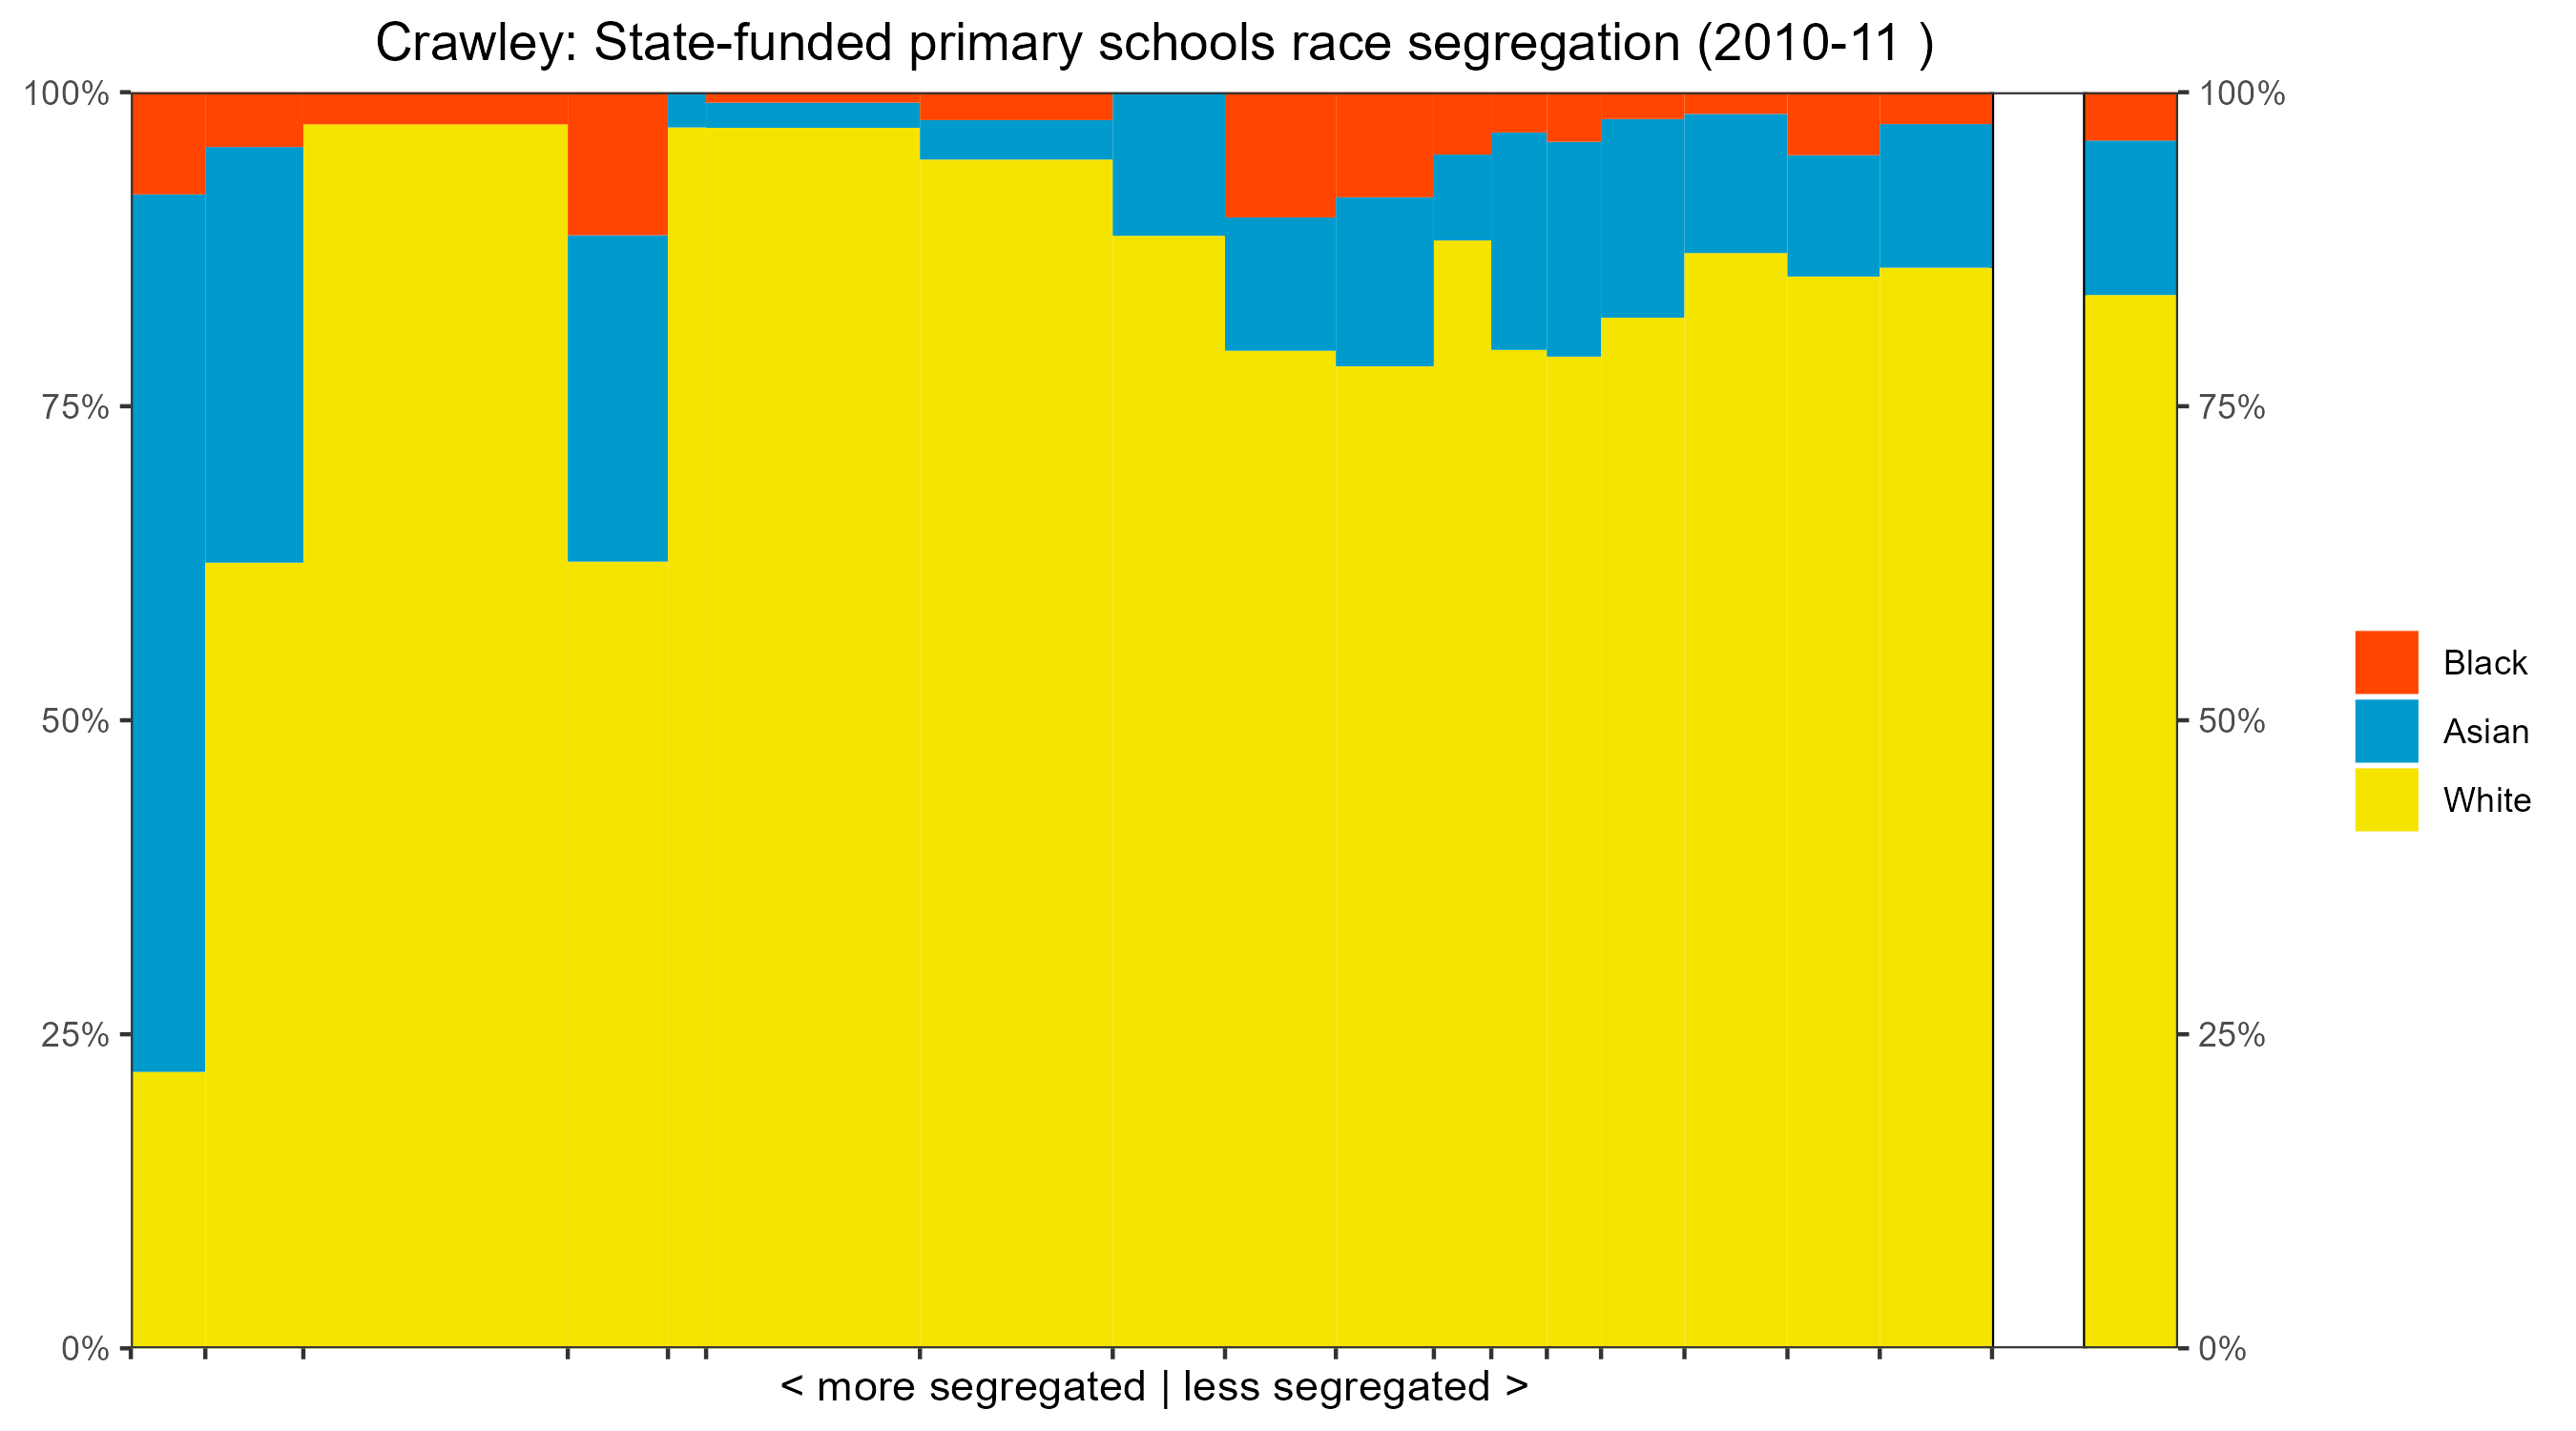 Crawley: State-funded primary schools race segregation (2010-11 )
100%
75%
50%
25%
0%
100%
75%
50%
25%
0%
Black
Asian
White
< more segregated | less segregated >